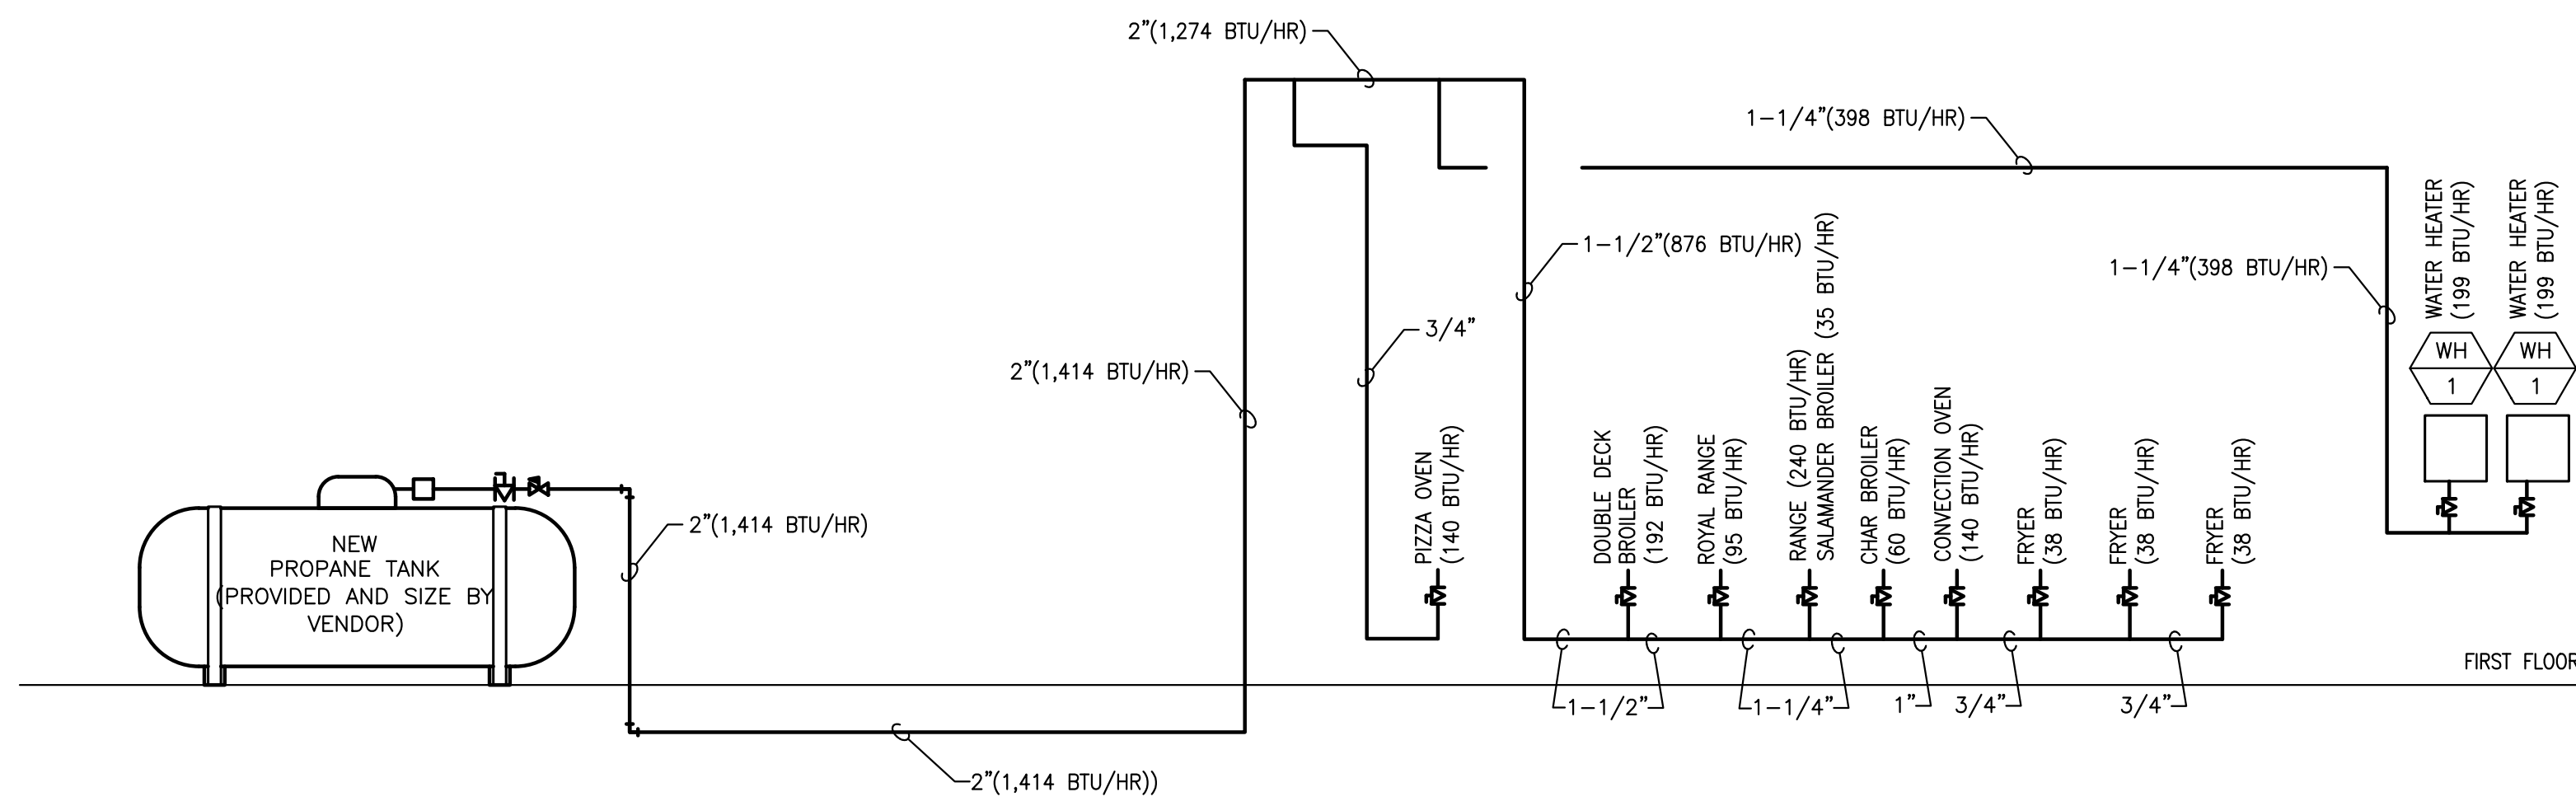 2”(1,274 BTU/HR)
1-1/4”(398 BTU/HR)
1-1/2”(876 BTU/HR)
1-1/4”(398 BTU/HR)
WATER HEATER
(199 BTU/HR)
WATER HEATER
(199 BTU/HR)
WH
1
WH
1
3/4”
2”(1,414 BTU/HR)
2”(1,414 BTU/HR)
NEW
PROPANE TANK
(PROVIDED AND SIZE BY
VENDOR)
PIZZA OVEN
(140 BTU/HR)
DOUBLE DECK
BROILER
(192 BTU/HR)
ROYAL RANGE
(95 BTU/HR)
RANGE (240 BTU/HR)
SALAMANDER BROILER (35 BTU/HR)
CHAR BROILER
(60 BTU/HR)
CONVECTION OVEN
(140 BTU/HR)
FRYER
(38 BTU/HR)
FRYER
(38 BTU/HR)
FRYER
(38 BTU/HR)
FIRST FLOOR
1-1/2”
1-1/4”
1”
3/4”
3/4”
2”(1,414 BTU/HR))